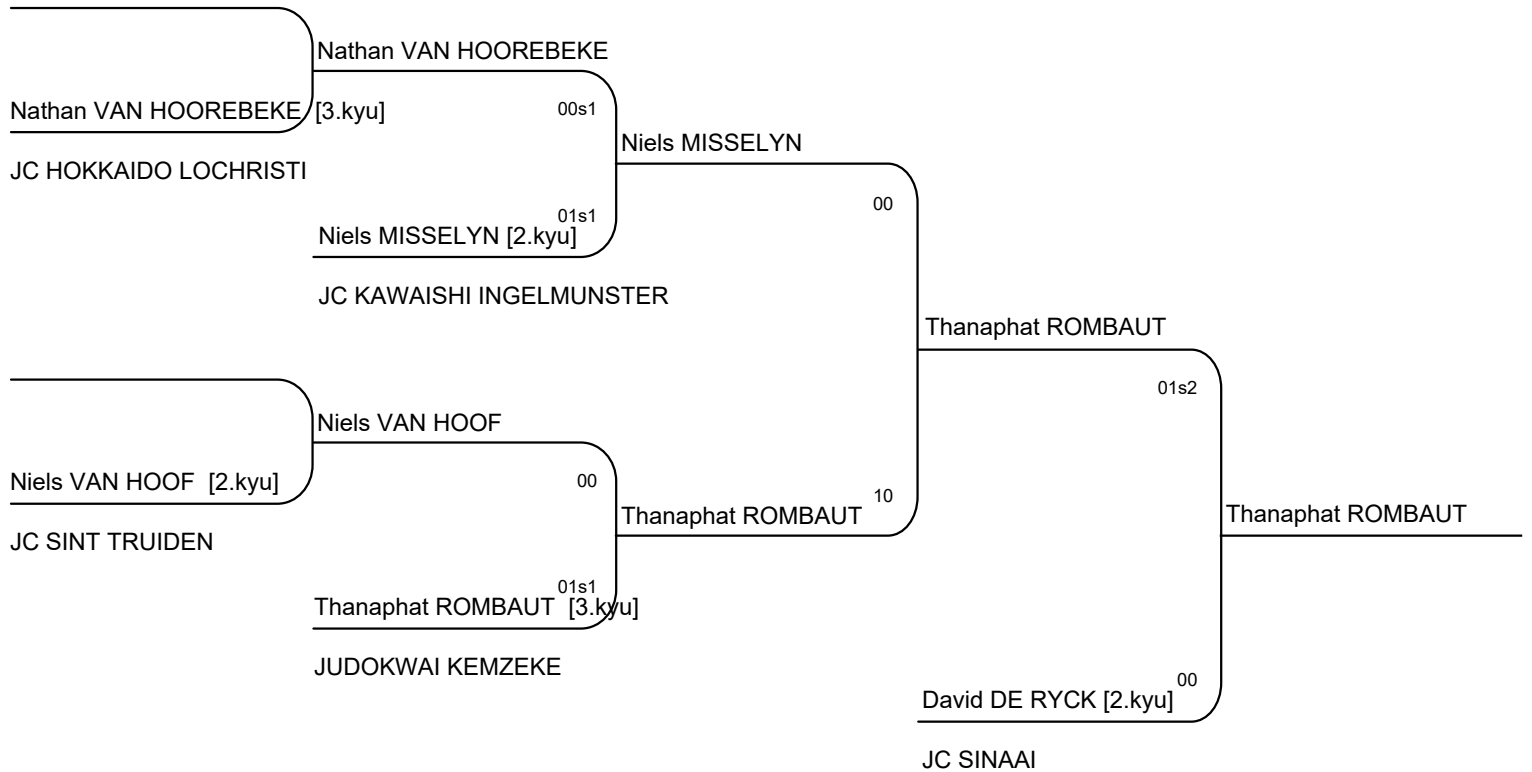 Nathan VAN HOOREBEKE
Nathan VAN HOOREBEKE [3.kyu]
00s1
Niels MISSELYN
JC HOKKAIDO LOCHRISTI
00
01s1
Niels MISSELYN [2.kyu]
JC KAWAISHI INGELMUNSTER
Thanaphat ROMBAUT
01s2
Niels VAN HOOF
Niels VAN HOOF [2.kyu]
00
10
Thanaphat ROMBAUT
Thanaphat ROMBAUT
JC SINT TRUIDEN
01s1
Thanaphat ROMBAUT [3.kyu]
JUDOKWAI KEMZEKE
00
David DE RYCK [2.kyu]
JC SINAAI